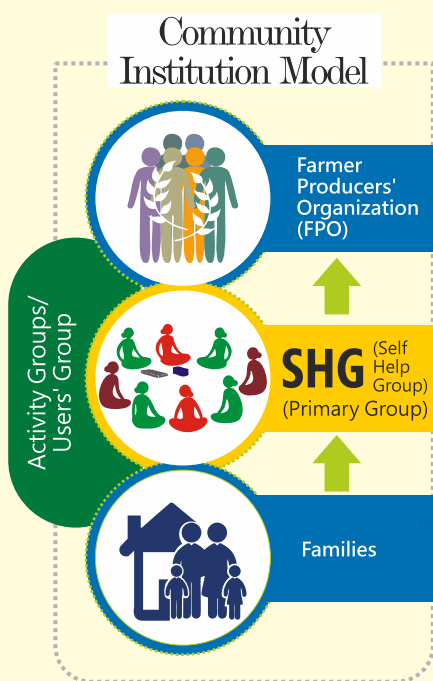 Community
Institution Model
Farmer
Producers'
Organization
(FPO)
Activity Groups/
Users' Group
SHG (Self
Help
Group)
(Primary Group)
Families